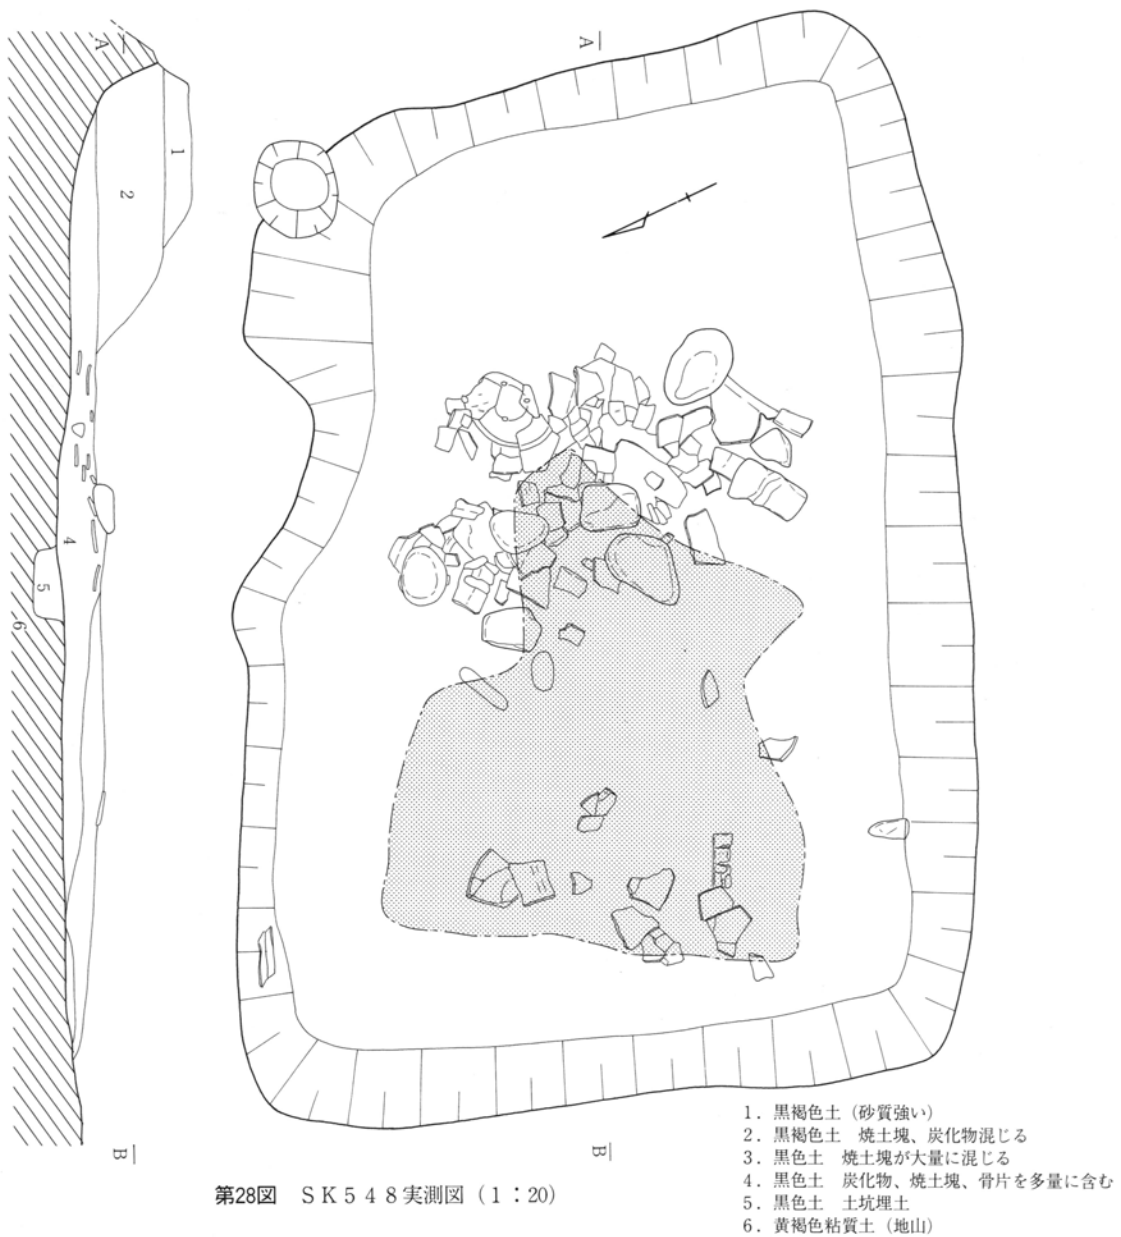 A
A
1
2
4
5
6
B
B
第28図 SK548実測図(1:20)
1．黒褐色土(砂質強い)
2．黒褐色土 焼土塊、炭化物混じる
3．黒色土 焼土塊が大量に混じる
4．黒色土 炭化物、焼土塊、骨片を多量に含む
5．黒色土 土坑埋土
6．黄褐色粘質土(地山)